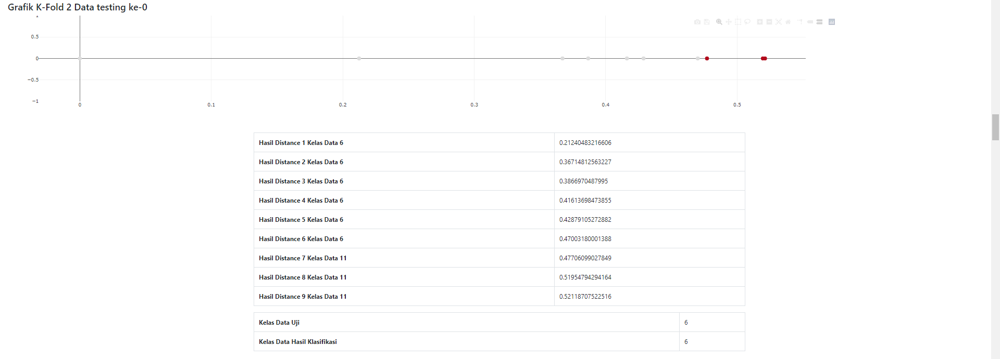 Grafik K-Fold 2 Data testing ke-0
1
0.5
0
−0.5
−1
0 0.1 0.2 0.3 0.4 0.5
Hasil Distance 1 Kelas Data 6 0.21240483216606
Hasil Distance 2 Kelas Data 6 0.36714812563227
Hasil Distance 3 Kelas Data 6 0.3866970487995
Hasil Distance 4 Kelas Data 6 0.41613698473855
Hasil Distance 5 Kelas Data 6 0.42879105272882
Hasil Distance 6 Kelas Data 6 0.47003180001388
Hasil Distance 7 Kelas Data 11 0.47706099027849
Hasil Distance 8 Kelas Data 11 0.51954794294164
Hasil Distance 9 Kelas Data 11 0.52118707522516
Kelas Data Uji 6
Kelas Data Hasil Klasifikasi 6